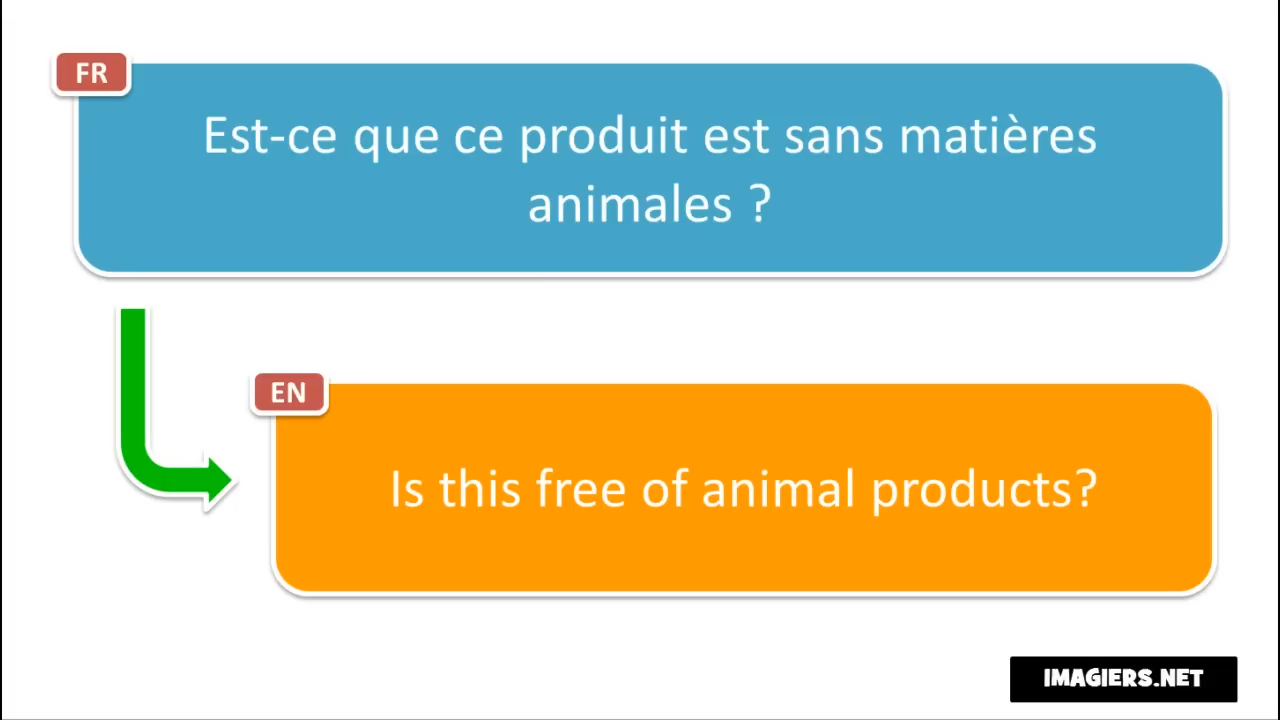 FR
Est-ce que ce produit est sans matières
animales ?
EN
Is this free of animal products?
IMAGIERS.NET